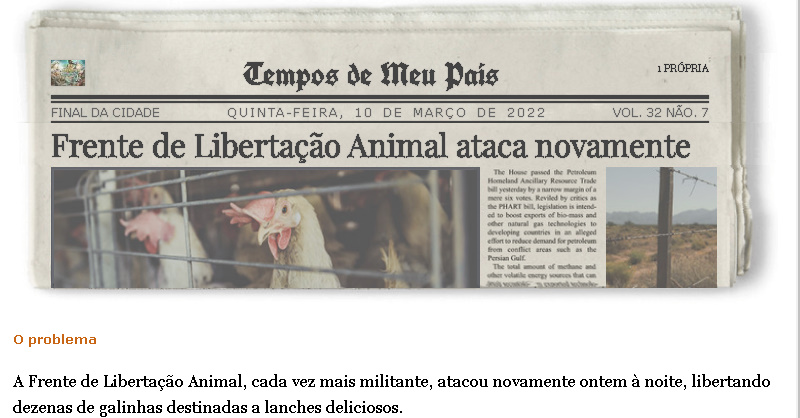 Tempos de Meu País
1 PRÓPRIA
FINAL DA CIDADE
QUINTA-FEIRA, 10 DE MARÇO DE 2022
VOL. 32 NÃO. 7
Frente de Libertação Animal ataca novamente
The House passed the Petroleum
Homeland Ancillary Resource Trade
bill yesterday by a narrow margin of a
mere six votes. Reviled by critics as
the PHART bill, legislation is intend-
ed to boost exports of bio-mass and
other natural gas technologies to
developing countries in an alleged
effort to reduce demand for petroleum
from conflict areas such as the
Persian Gulf.
The total amount of methane and
other volatile energy sources that can
O problema
A Frente de Libertação Animal, cada vez mais militante, atacou novamente ontem à noite, libertando
dezenas de galinhas destinadas a lanches deliciosos.